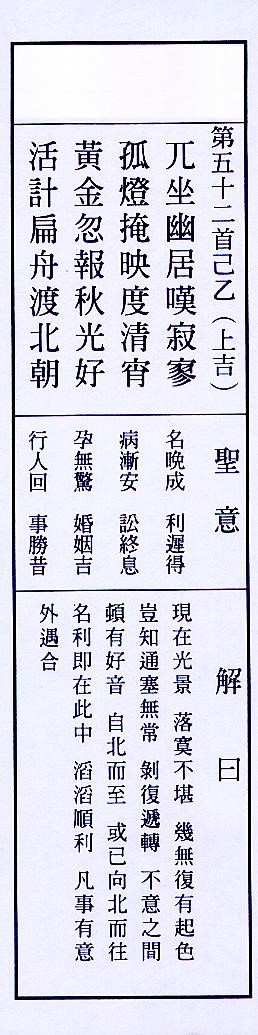 第五十二首己乙（上吉）
兀坐幽居嘆寂寥
孤燈掩映度清宵
黃金忽報秋光好
活計扁舟渡北朝
聖意
名晚成　利遲得
病漸安　訟終息
孕無驚　婚姻吉
行人回　事勝昔
解曰
現在光景　落寞不堪　幾無復有起色
豈知通塞無常　剝復遞轉　不意之間
頓有好音　自北而至　或已向北而往
名利即在此中　滔滔順利　凡事有意
外遇合